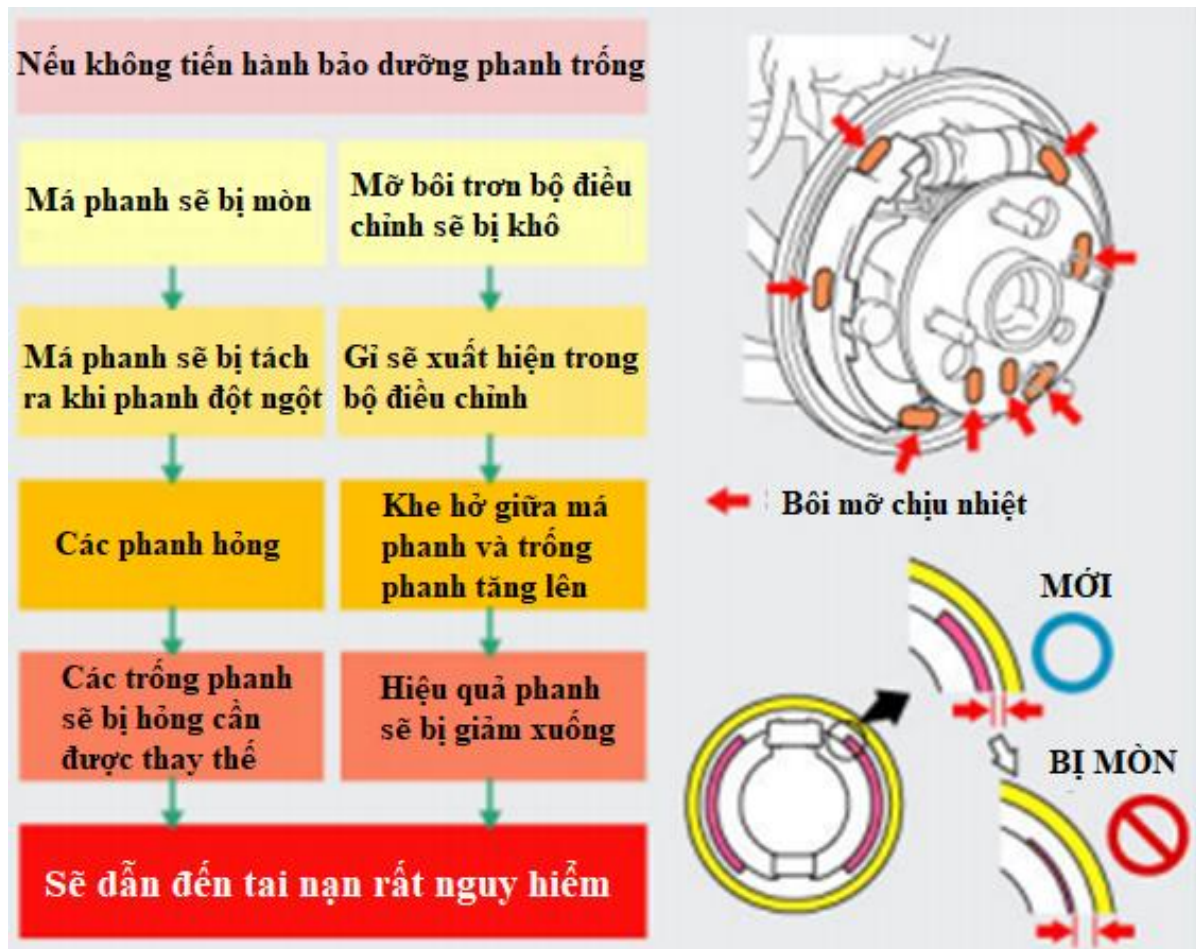 Nếu không tiến hành bảo dưỡng phanh trống
Má phanh sẽ bị mòn
Mỡ bôi trơn bộ điều
chỉnh sẽ bị khô
Má phanh sẽ bị tách
ra khi phanh đột ngột
Gỉ sẽ xuất hiện trong
bộ điều chỉnh
Các phanh hỏng
Khe hở giữa má
phanh và trống
phanh tăng lên
Các trống phanh
sẽ bị hỏng cần
được thay thế
Hiệu quả phanh
sẽ bị giảm xuống
Sẽ dẫn đến tai nạn rất nguy hiểm
Bôi mỡ chịu nhiệt
MỚI
BỊ MÒN